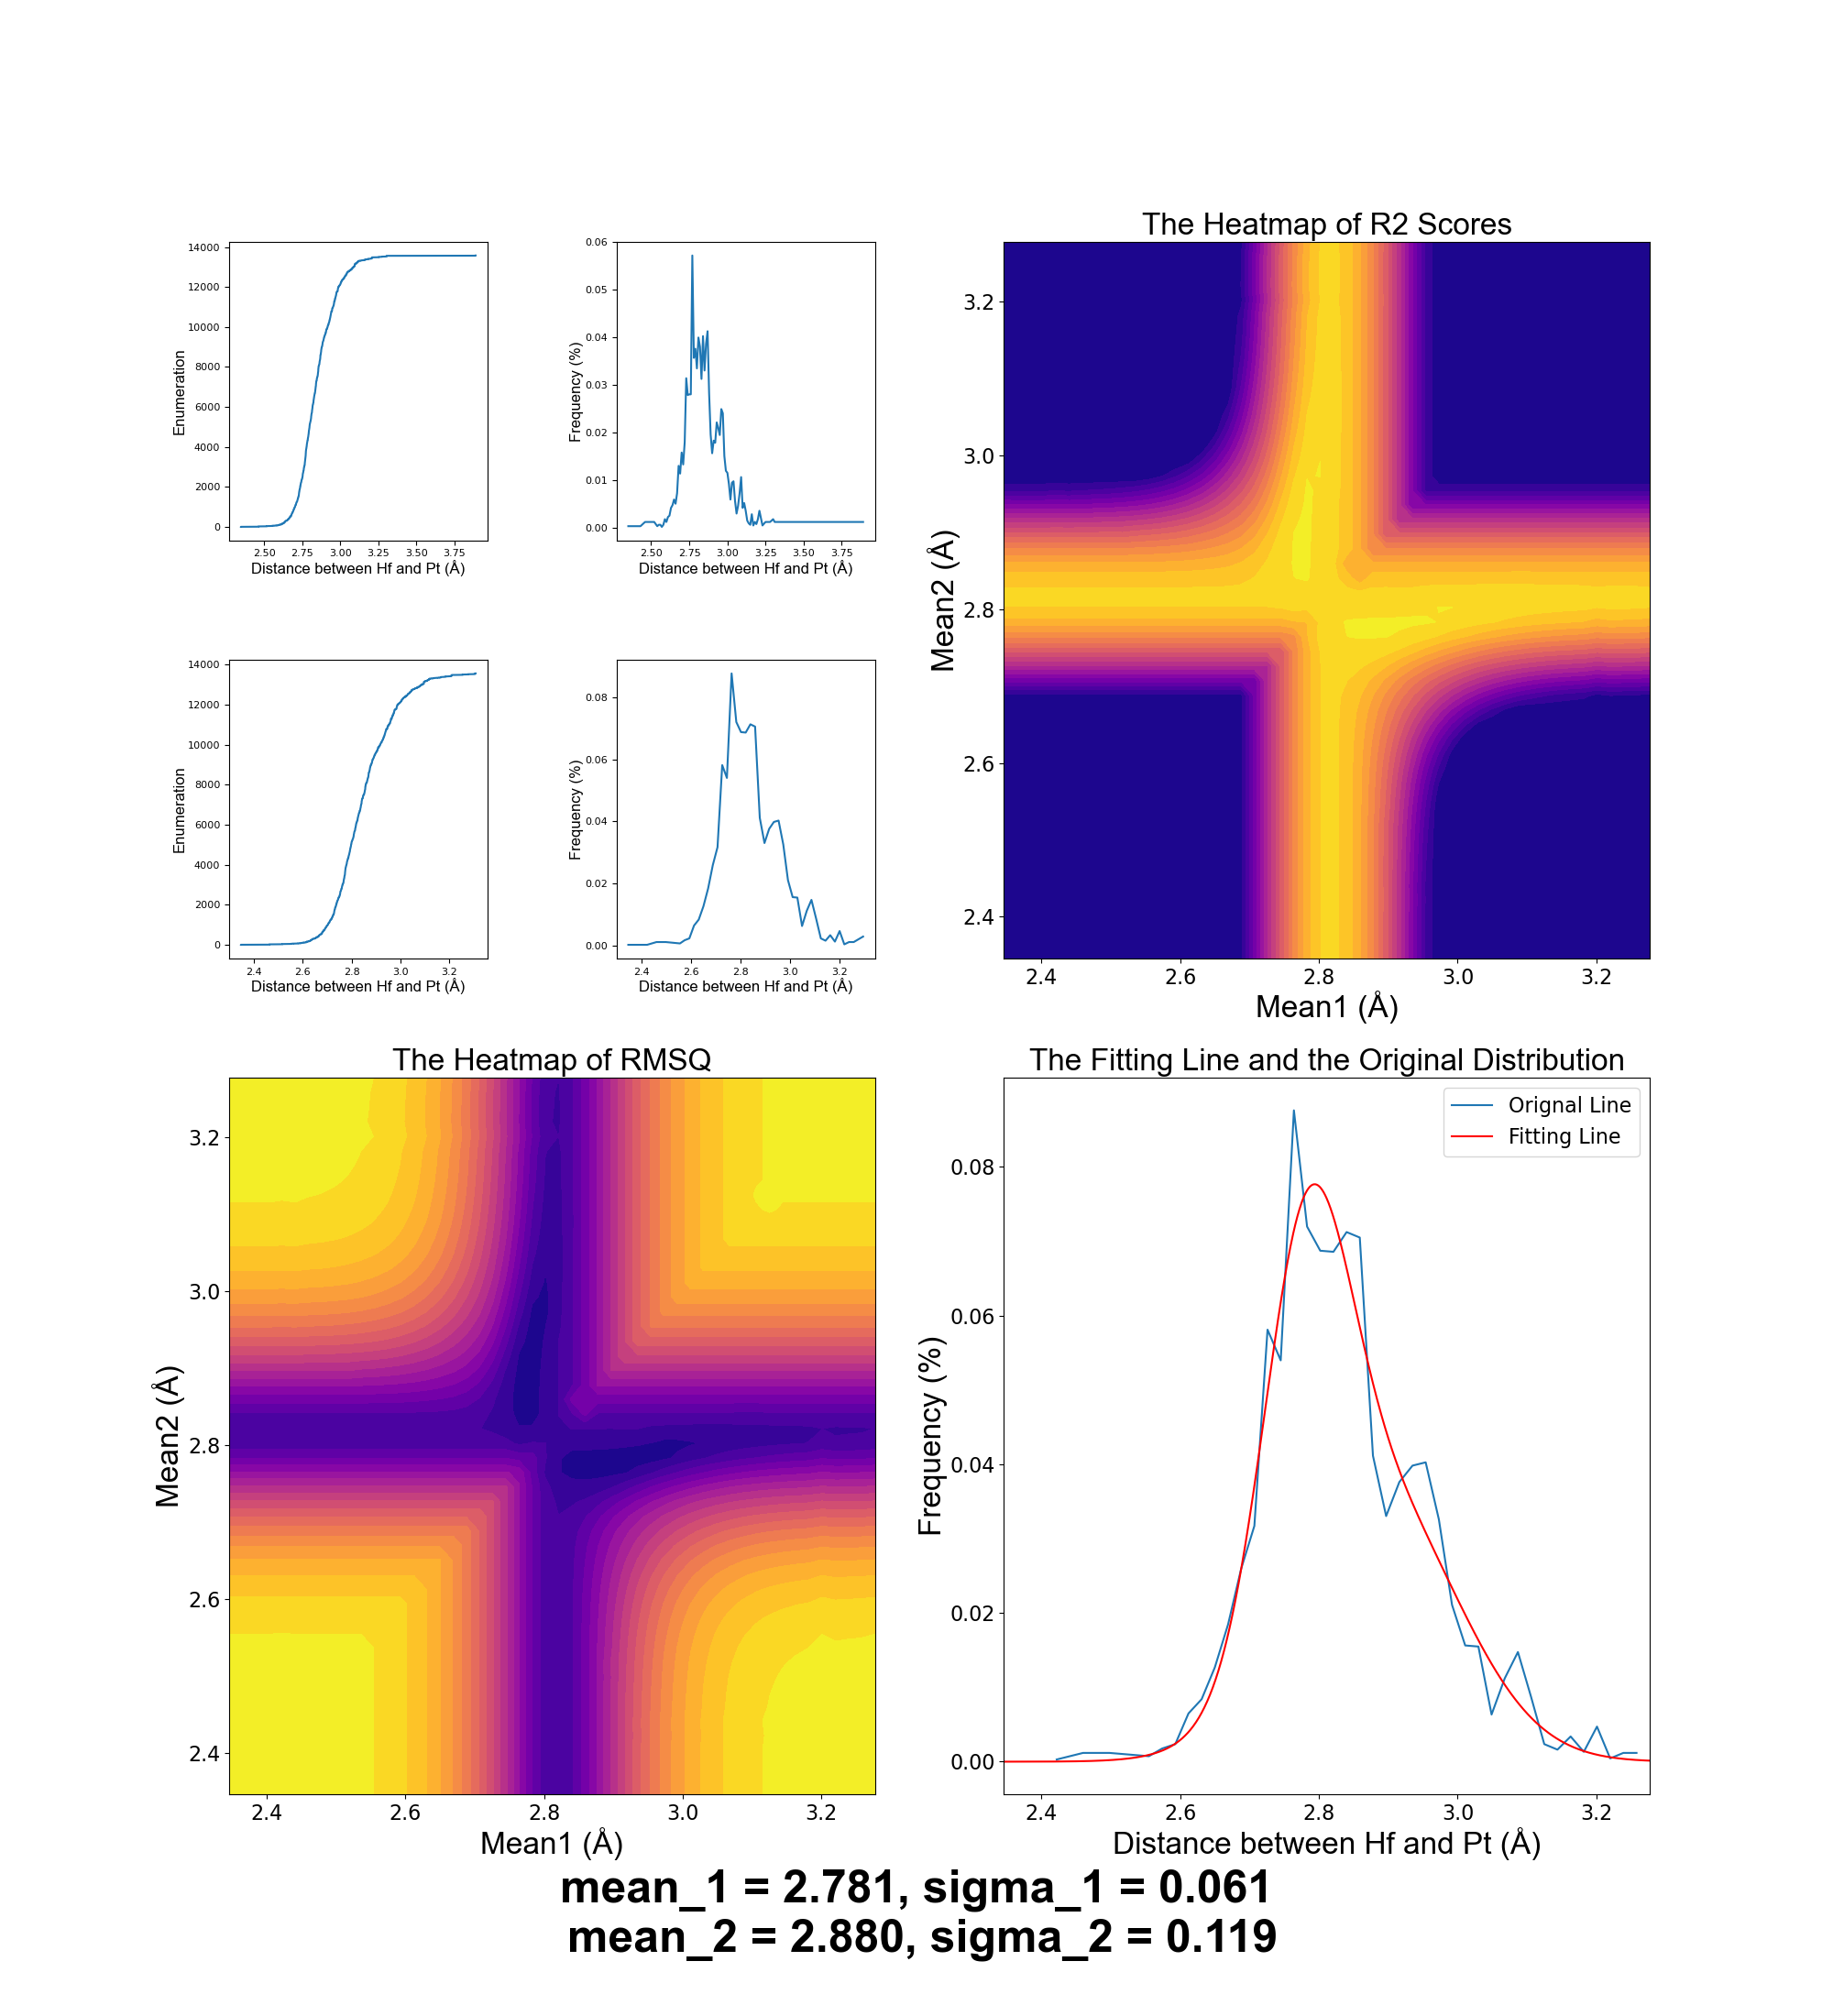 The Heatmap of R2 Scores
14000
12000
10000
8000
6000
4000
2000
0
Enumeration
2.50 2.75 3.00 3.25 3.50 3.75
Distance between Hf and Pt (Å)
0.06
0.05
0.04
0.03
0.02
0.01
0.00
Frequency (%)
2.50 2.75 3.00 3.25 3.50 3.75
Distance between Hf and Pt (Å)
14000
12000
10000
8000
6000
4000
2000
0
Enumeration
2.4 2.6 2.8 3.0 3.2
Distance between Hf and Pt (Å)
0.08
0.06
0.04
0.02
0.00
Frequency (%)
2.4 2.6 2.8 3.0 3.2
Distance between Hf and Pt (Å)
3.2
3.0
2.8
2.6
2.4
Mean2 (Å)
2.4 2.6 2.8 3.0 3.2
Mean1 (Å)
The Heatmap of RMSQ
3.2
3.0
2.8
2.6
2.4
Mean2 (Å)
2.4 2.6 2.8 3.0 3.2
Mean1 (Å)
The Fitting Line and the Original Distribution
Orignal Line
Fitting Line
0.08
0.06
0.04
0.02
0.00
Frequency (%)
2.4 2.6 2.8 3.0 3.2
Distance between Hf and Pt (Å)
mean_1 = 2.781, sigma_1 = 0.061
mean_2 = 2.880, sigma_2 = 0.119